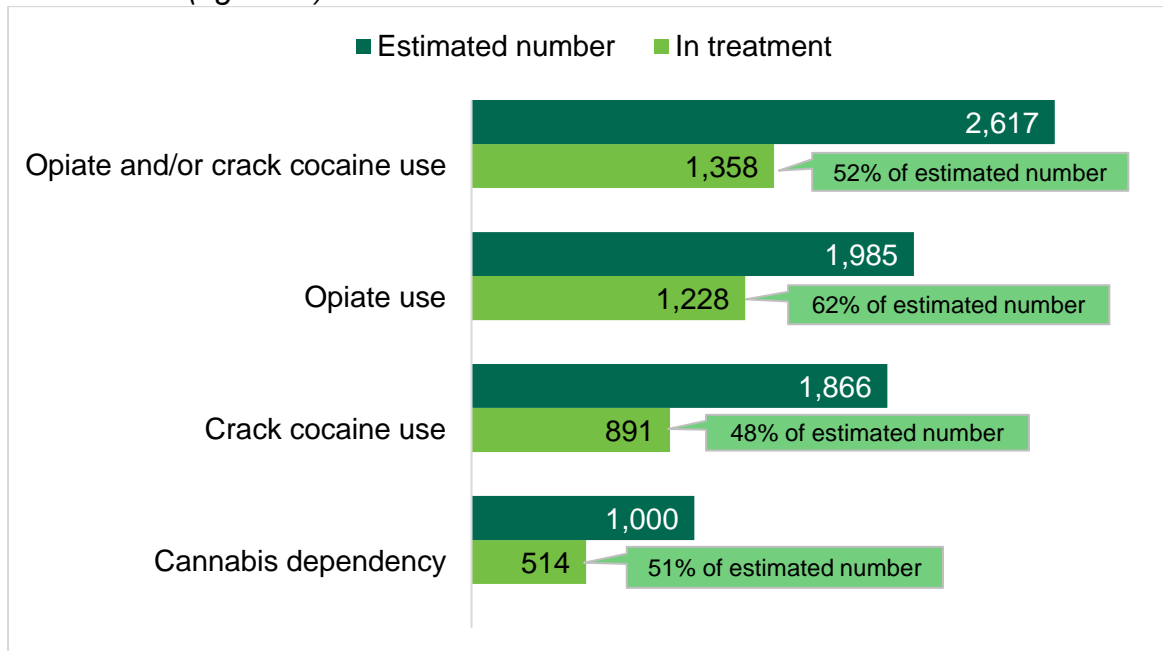 Estimated number In treatment
Opiate and/or crack cocaine use
2,617
1,358
52% of estimated number
Opiate use
1,985
1,228
62% of estimated number
Crack cocaine use
1,866
891
48% of estimated number
Cannabis dependency
1,000
514
51% of estimated number